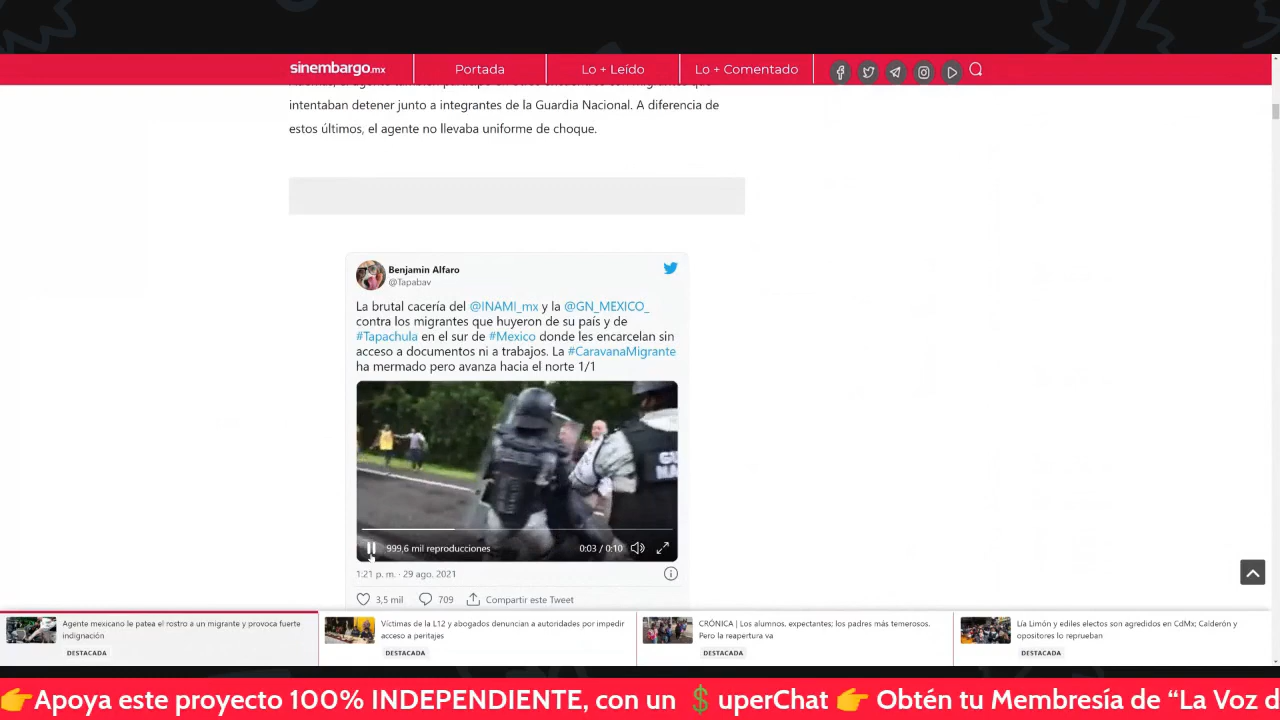 sinembargo.mx
Portada
Lo + Leído
Lo + Comentado
intentaban detener junto a integrantes de la Guardia Nacional. A diferencia de
estos últimos, el agente no llevaba uniforme de choque.
Benjamin Alfaro
@Tapabav
La brutal cacería del @INAMI_mx y la @GN_MEXICO_
contra los migrantes que huyeron de su país y de
#Tapachula en el sur de #Mexico donde les encarcelan sin
acceso a documentos ni a trabajos. La #CaravanaMigrante
ha mermado pero avanza hacia el norte 1/1
999,6 mil reproducciones
0:03 / 0:10
1:21 p. m. · 29 ago. 2021
3,5 mil
709
Compartir este Tweet
Agente mexicano le patea el rostro a un migrante y provoca fuerte
indignación
DESTACADA
Víctimas de la L12 y abogados denuncian a autoridades por impedir
acceso a peritajes
DESTACADA
CRÓNICA | Los alumnos, expectantes; los padres más temerosos.
Pero la reapertura va
DESTACADA
Lía Limón y ediles electos son agredidos en CdMx; Calderón y
opositores lo reprueban
DESTACADA
👉Apoya este proyecto 100% INDEPENDIENTE, con un 💲uperChat 👉 Obtén tu Membresía de “La Voz d